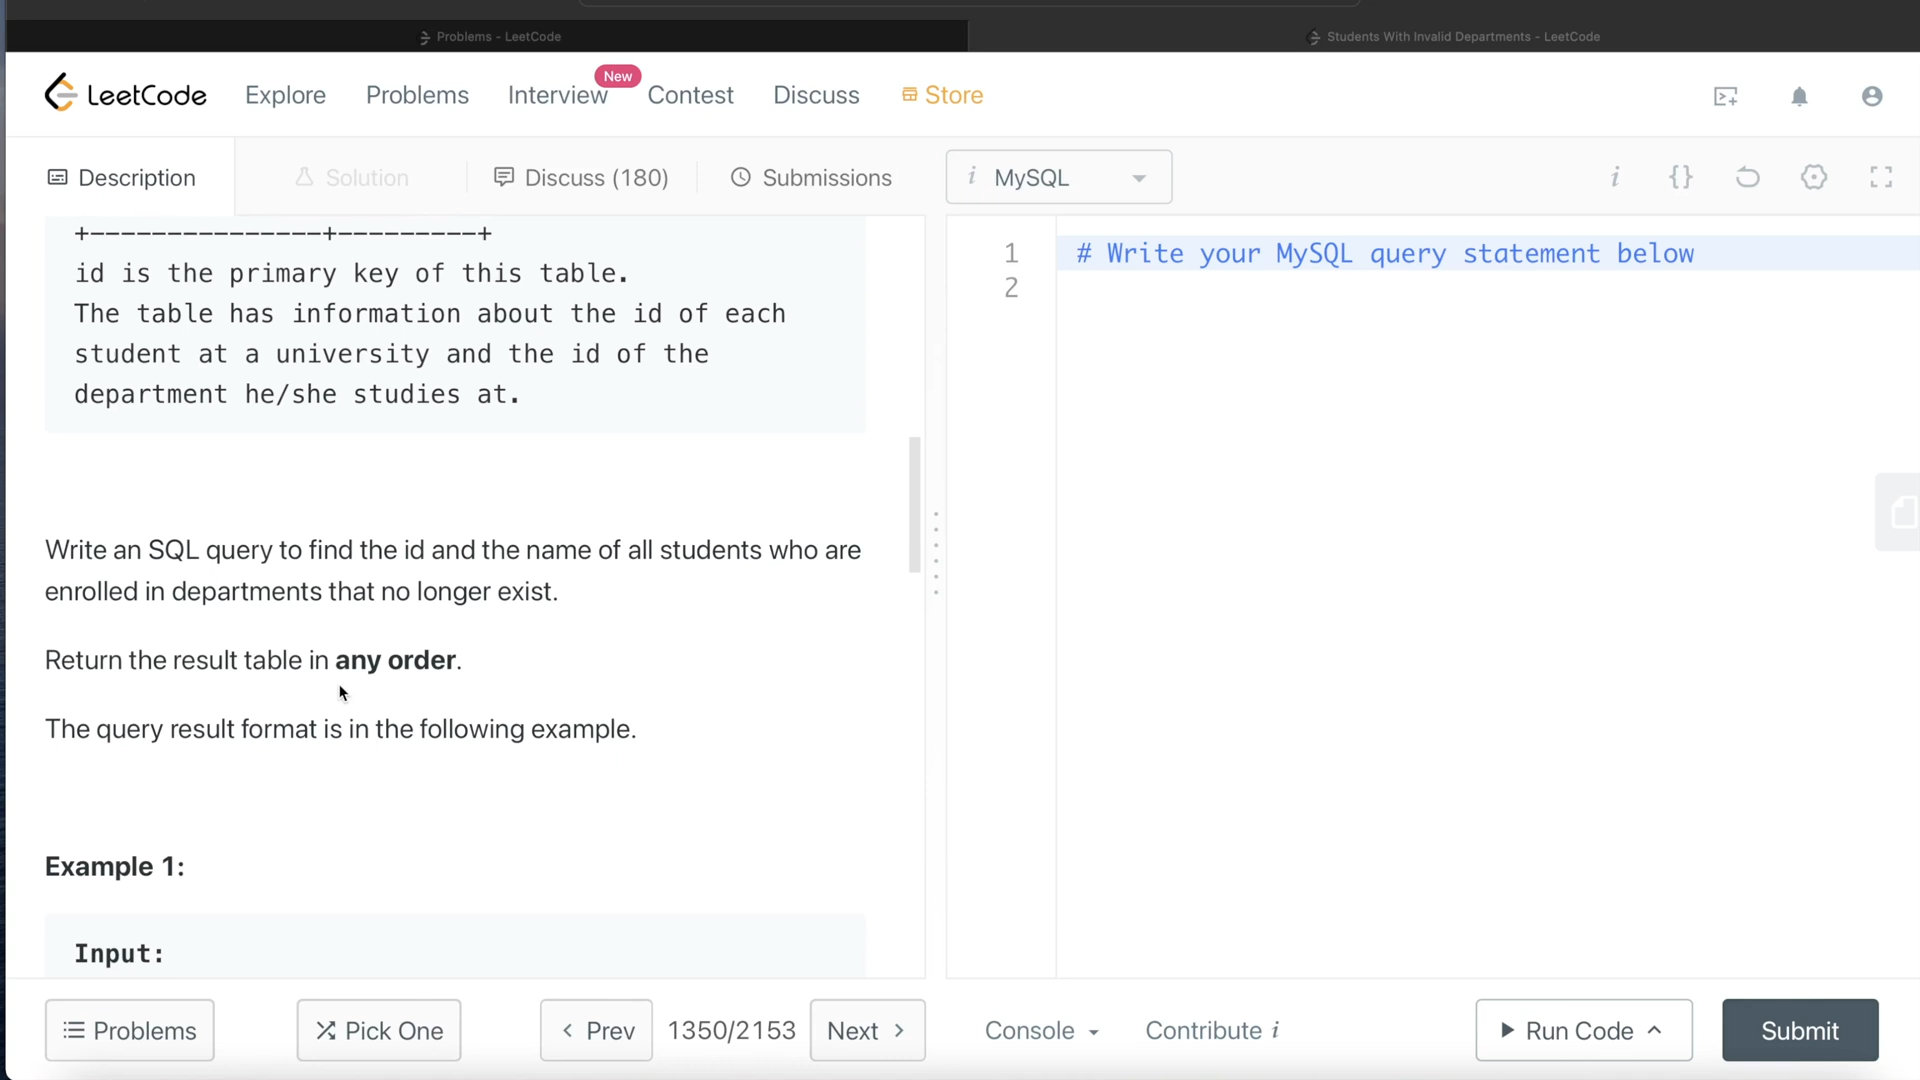 Problems - LeetCode
Students With Invalid Departments - LeetCode
LeetCode
Explore
Problems
Interview
New
Contest
Discuss
Store
Description
Solution
Discuss (180)
Submissions
i MySQL
i
{}
+---------------+---------+
id is the primary key of this table.
The table has information about the id of each
student at a university and the id of the
department he/she studies at.
Write an SQL query to find the id and the name of all students who are
enrolled in departments that no longer exist.
Return the result table in any order.
The query result format is in the following example.
Example 1:
Input:
1 # Write your MySQL query statement below
2
Problems
Pick One
Prev
1350/2153
Next
Console
Contribute i
Run Code
Submit